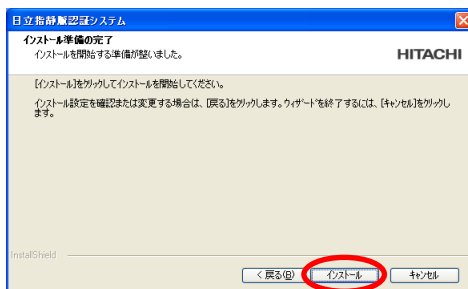 日立指静脈認証システム
インストール準備の完了
インストールを開始する準備が整いました。
HITACHI
[インストール]をクリックしてインストールを開始してください。
インストール設定を確認または変更する場合は、[戻る]をクリックします。ウィザードを終了するには、[キャンセル]をクリックし
ます。
InstallShield
< 戻る(B)
インストール
キャンセル